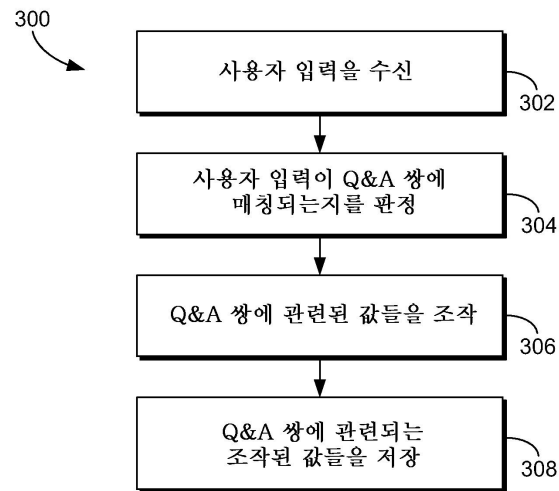 300
사용자 입력을 수신
302
사용자 입력이 Q&A 쌍에
매칭되는지를 판정
304
Q&A 쌍에 관련된 값들을 조작
306
Q&A 쌍에 관련되는
조작된 값들을 저장
308